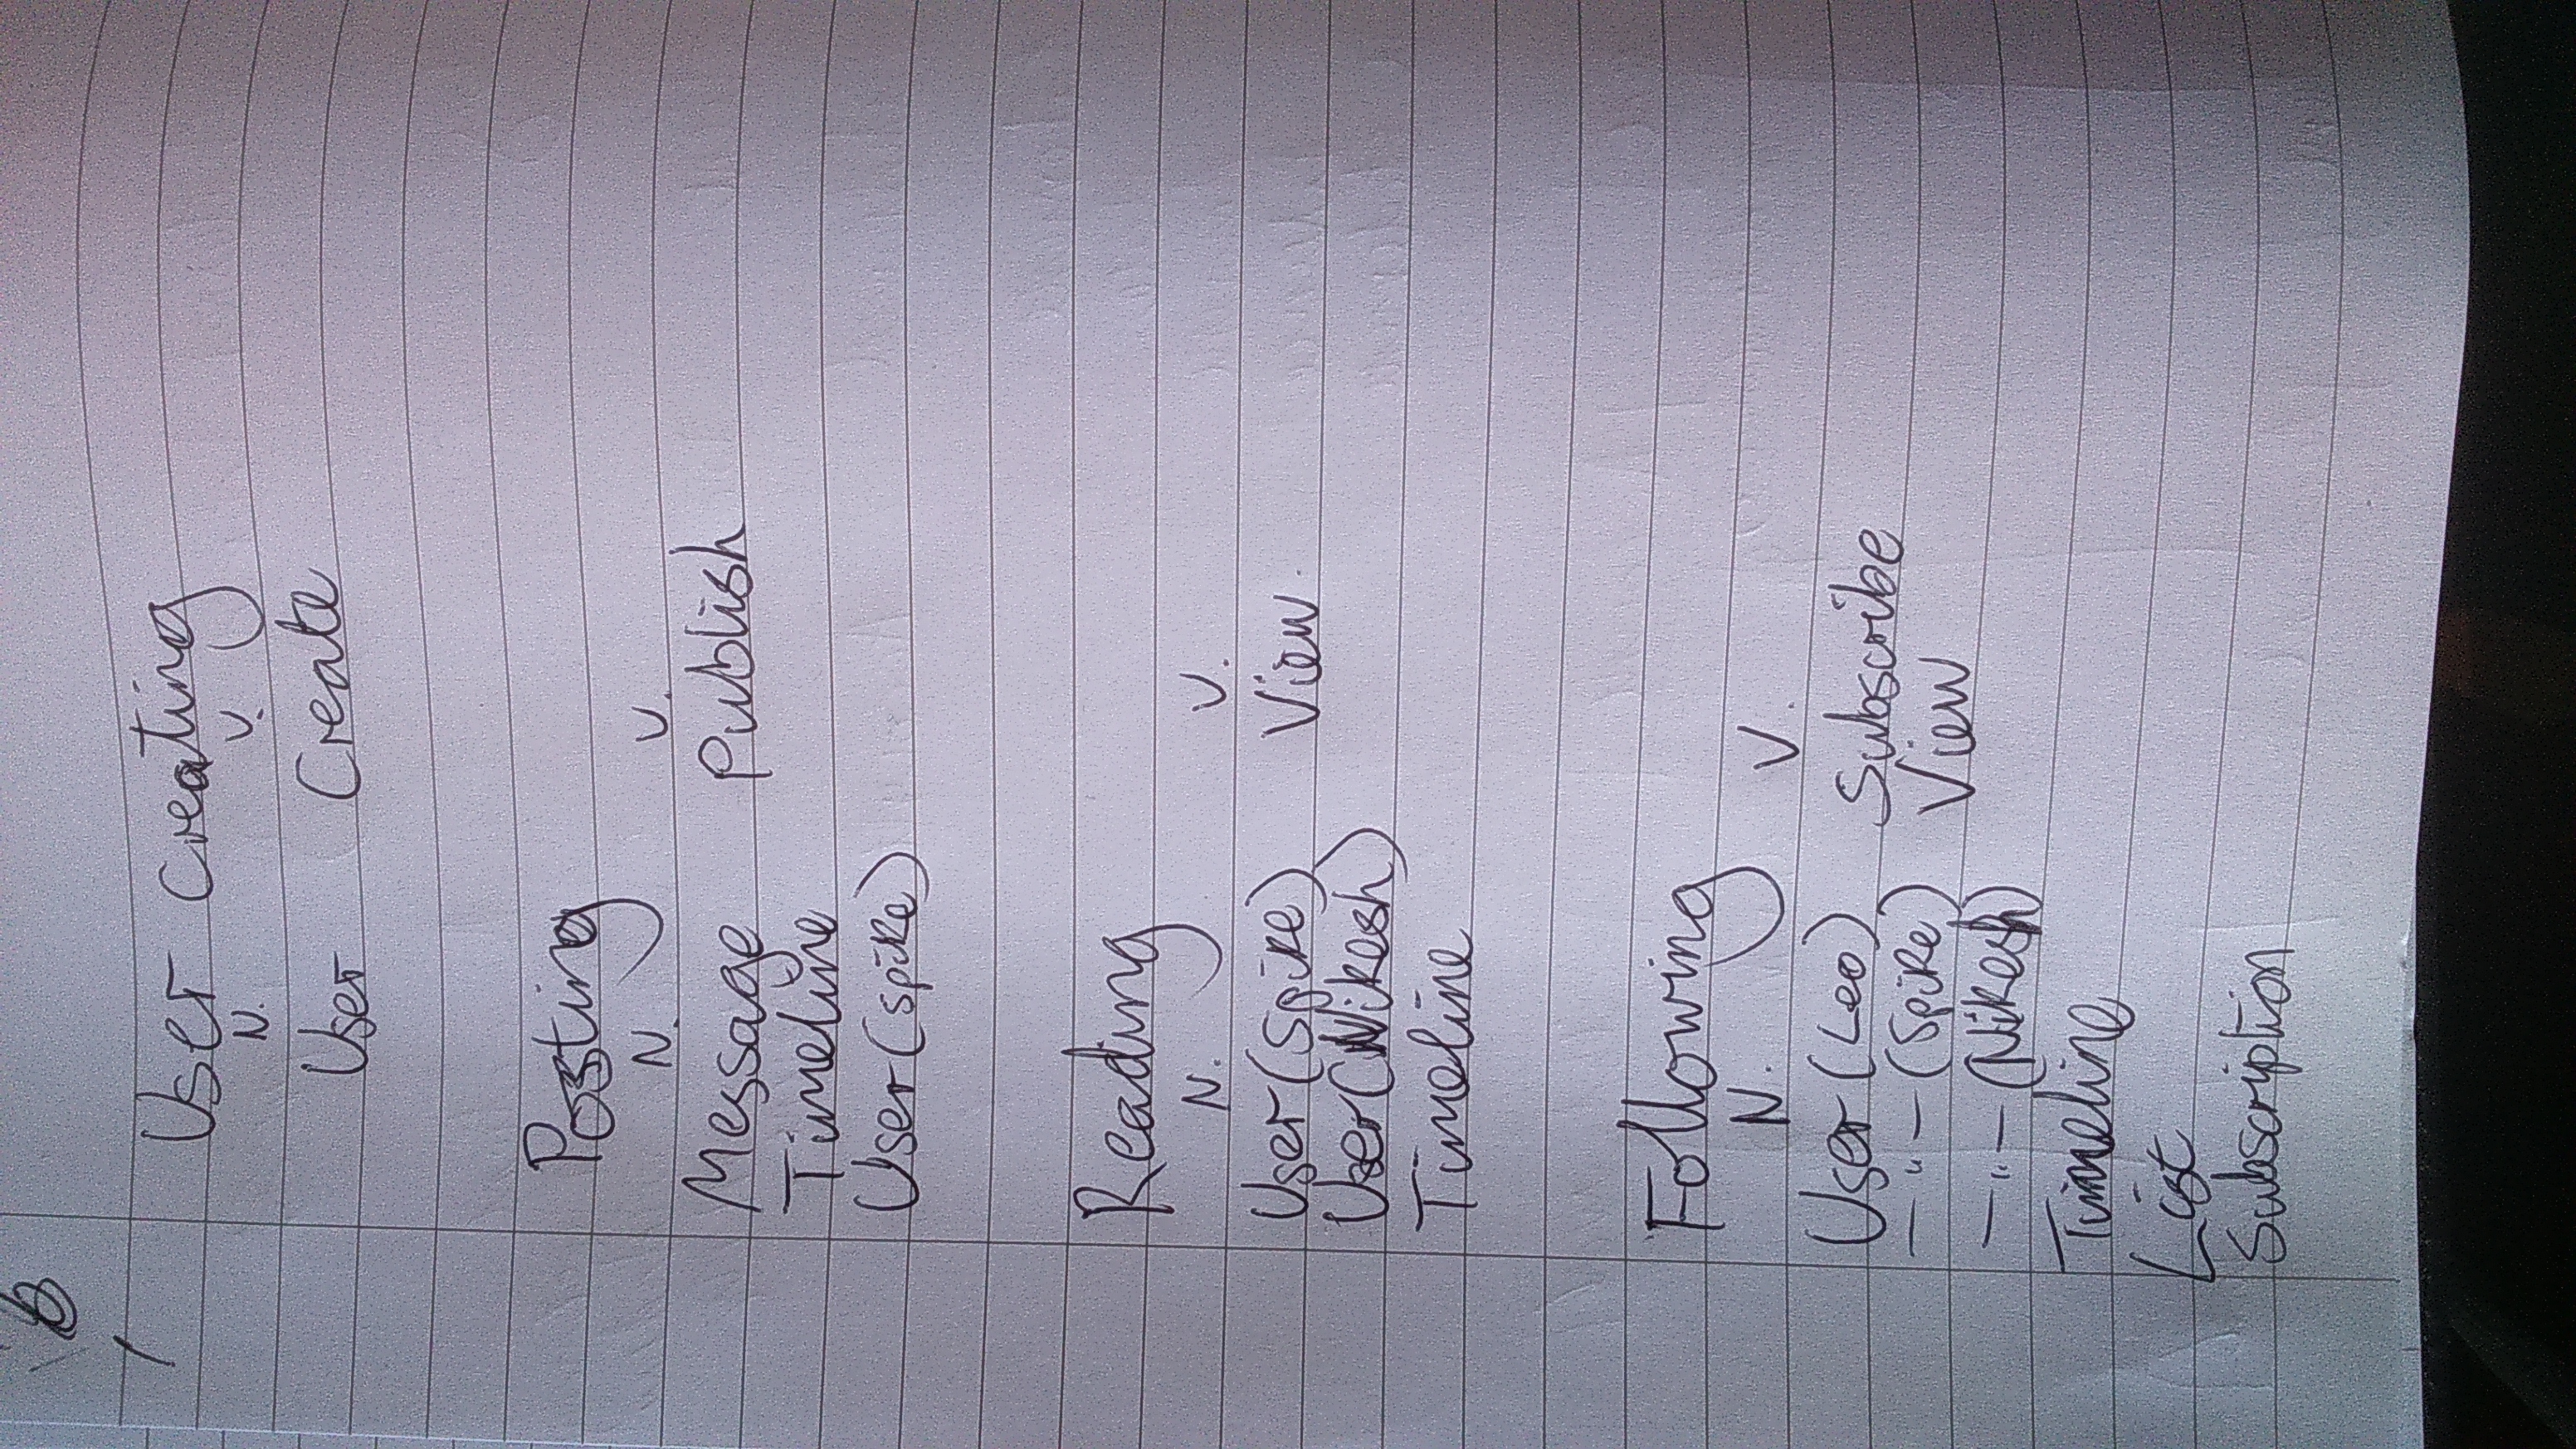 6
1
User Creating
N. V.
User Create
Posting
N. V.
Message Publish
Timeline
User (Spike)
Reading
N. V.
User (Spike) View
User (Nikesh)
Timeline
Following
N. V.
User (Leo) Subscribe
—"— (Spike) View
—"— (Nikesh)
Timeline
List
Subscription